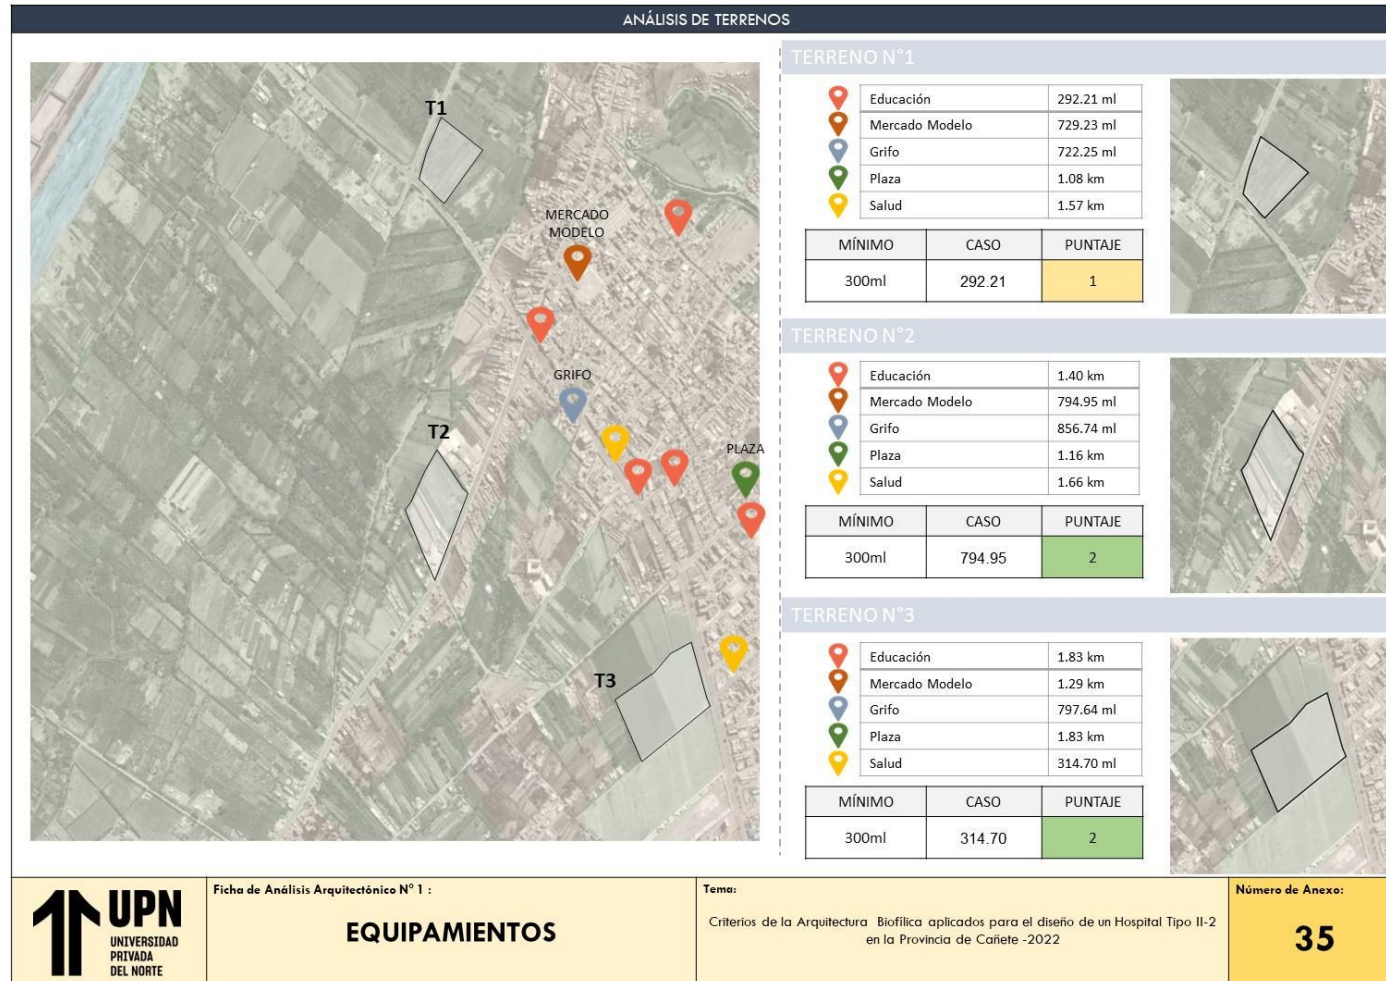 ANÁLISIS DE TERRENOS
T1
MERCADO
MODELO
GRIFO
T2
PLAZA
T3
TERRENO N°1
Educación 292.21 ml
Mercado Modelo 729.23 ml
Grifo 722.25 ml
Plaza 1.08 km
Salud 1.57 km
MÍNIMO CASO PUNTAJE
300ml 292.21 1
TERRENO N°2
Educación 1.40 km
Mercado Modelo 794.95 ml
Grifo 856.74 ml
Plaza 1.16 km
Salud 1.66 km
MÍNIMO CASO PUNTAJE
300ml 794.95 2
TERRENO N°3
Educación 1.83 km
Mercado Modelo 1.29 km
Grifo 797.64 ml
Plaza 1.83 km
Salud 314.70 ml
MÍNIMO CASO PUNTAJE
300ml 314.70 2
UPN
UNIVERSIDAD
PRIVADA
DEL NORTE
Ficha de Análisis Arquitectónico N° 1 :
EQUIPAMIENTOS
Tema:
Criterios de la Arquitectura Biofílica aplicados para el diseño de un Hospital Tipo II-2
en la Provincia de Cañete -2022
Número de Anexo:
35